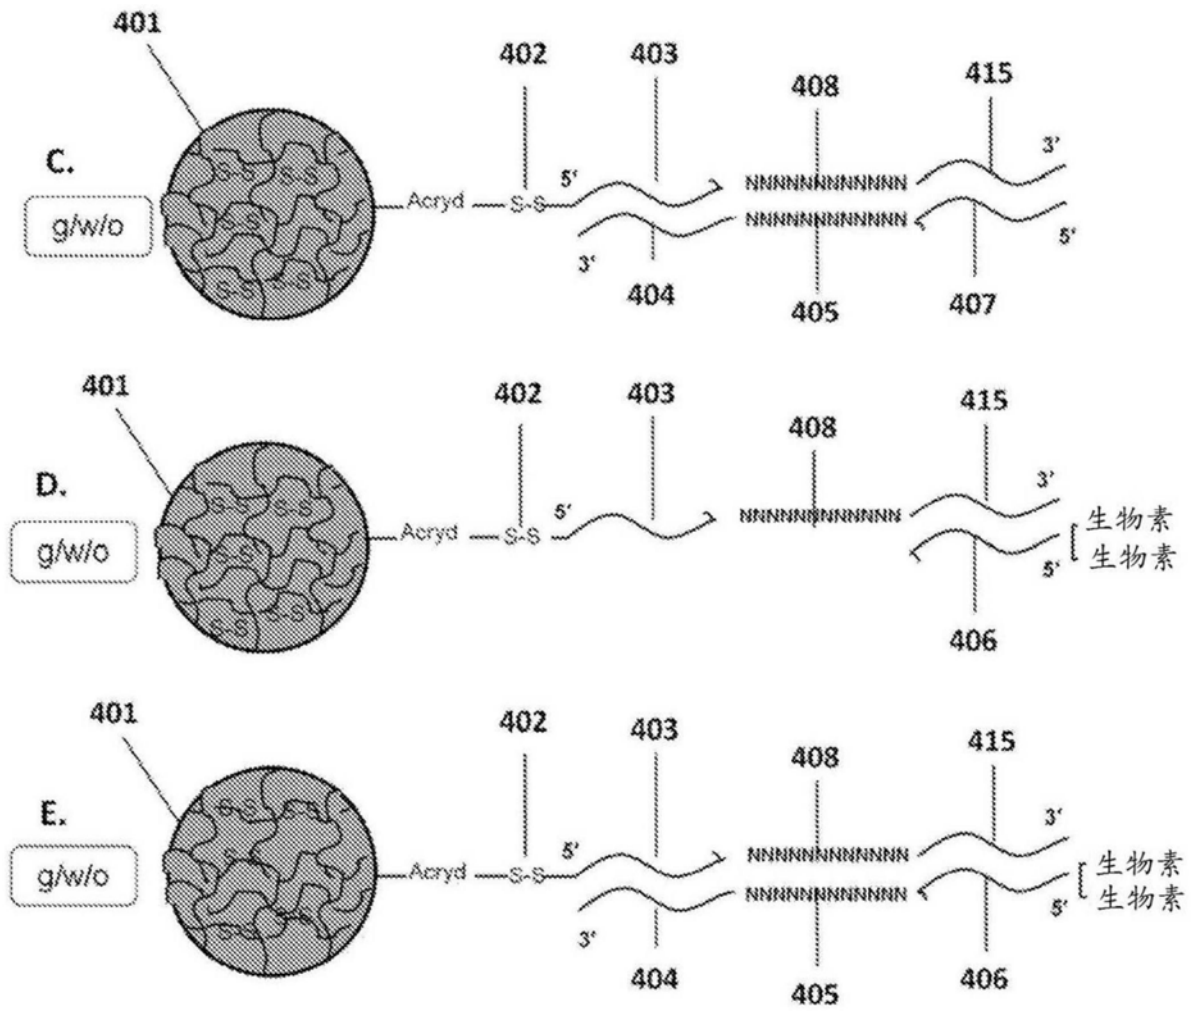 401
402
403
408
415
C.
g/w/o
S-S
S-S
S-S
S-S
S-S
Acryd
S-S
5'
NNNNNNNNNNNN
3'
NNNNNNNNNNNN
3'
5'
404
405
407
401
402
403
408
415
D.
g/w/o
S-S
S-S
S-S
S-S
S-S
Acryd
S-S
5'
NNNNNNNNNNNN
3'
生物素
5'
生物素
406
401
402
403
408
415
E.
g/w/o
S-S
S-S
S-S
S-S
Acryd
S-S
5'
NNNNNNNNNNNN
3'
生物素
NNNNNNNNNNNN
3'
5'
生物素
404
405
406